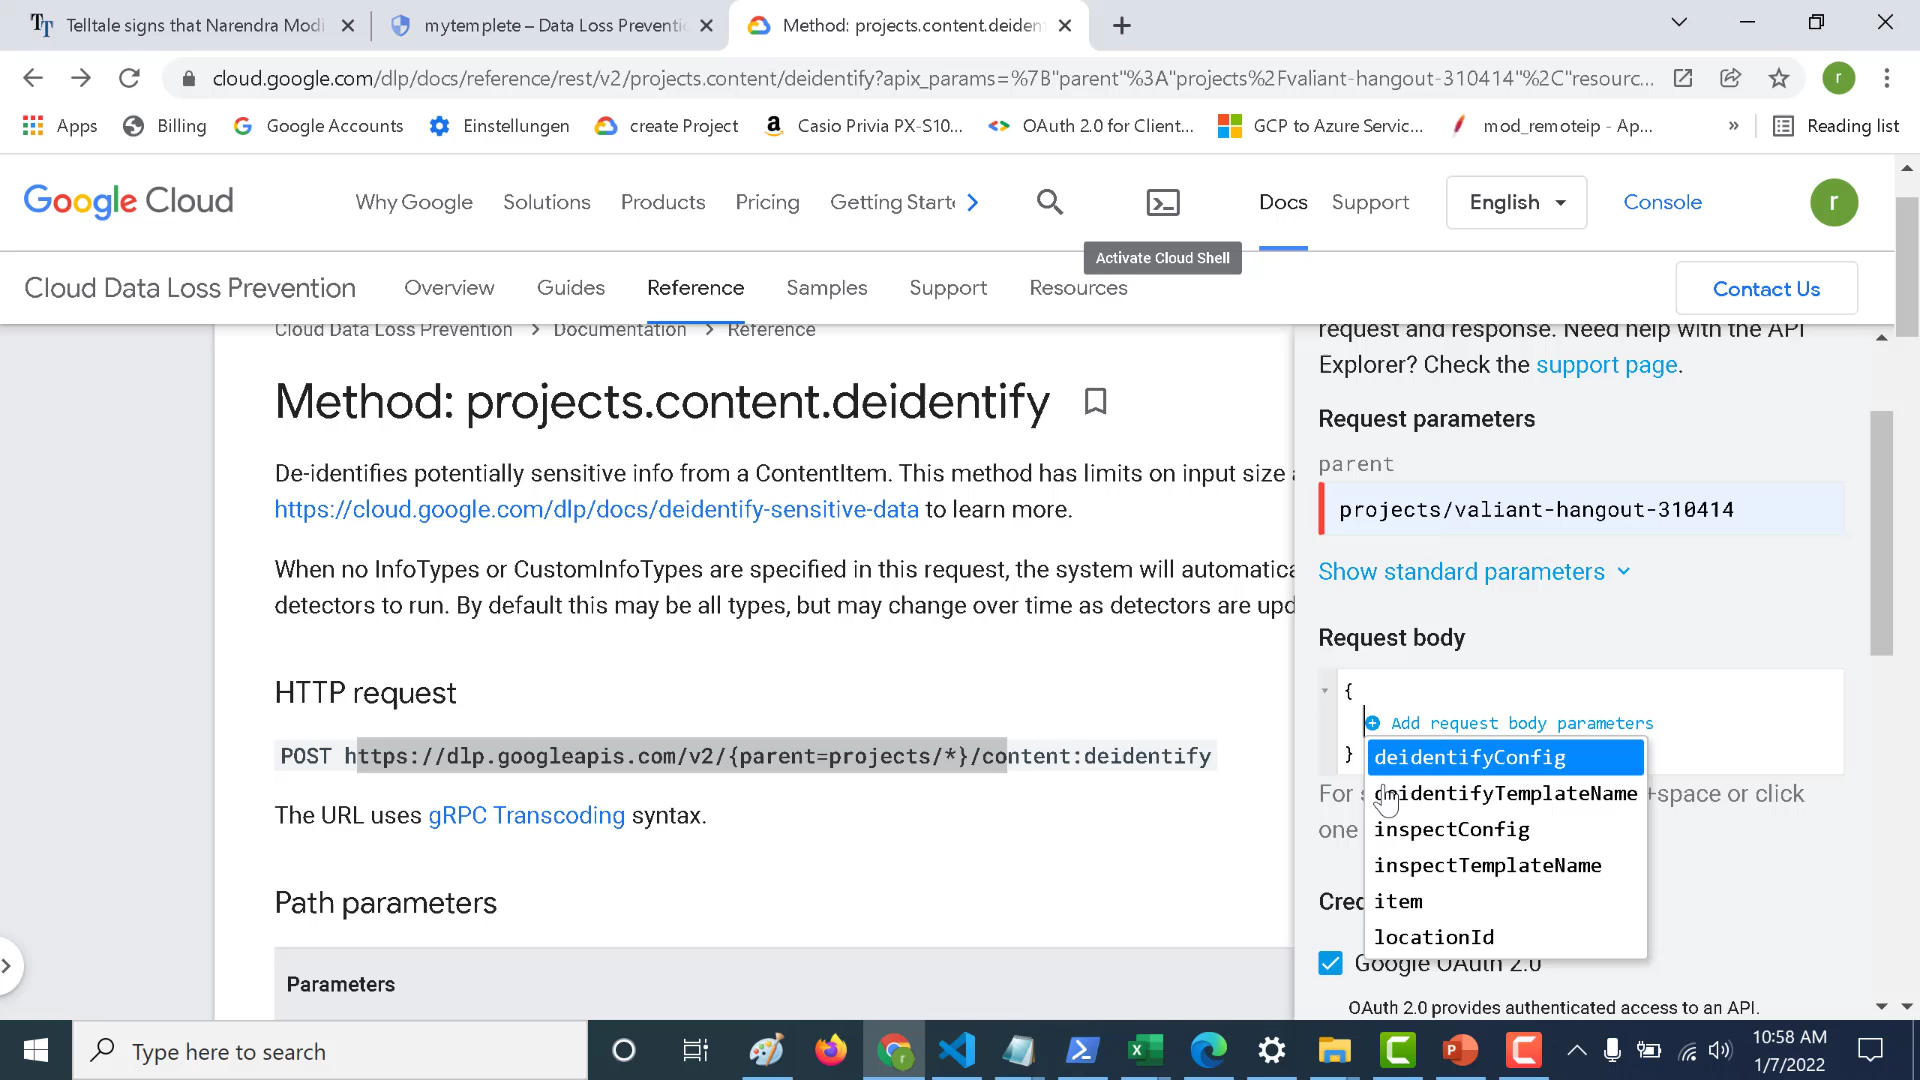 Telltale signs that Narendra Modi
mytemplete – Data Loss Preventi
Method: projects.content.deiden
cloud.google.com/dlp/docs/reference/rest/v2/projects.content/deidentify?apix_params=%7B"parent"%3A"projects%2Fvaliant-hangout-310414"%2C"resourc...
r
Apps
Billing
Google Accounts
Einstellungen
create Project
Casio Privia PX-S10...
OAuth 2.0 for Client...
GCP to Azure Servic...
mod_remoteip - Ap...
»
Reading list
Google Cloud
Why Google
Solutions
Products
Pricing
Getting Starte
Docs
Support
English
Console
r
Activate Cloud Shell
Cloud Data Loss Prevention
Overview
Guides
Reference
Samples
Support
Resources
Contact Us
Cloud Data Loss Prevention > Documentation > Reference
Method: projects.content.deidentify
De-identifies potentially sensitive info from a ContentItem. This method has limits on input size
https://cloud.google.com/dlp/docs/deidentify-sensitive-data to learn more.
When no InfoTypes or CustomInfoTypes are specified in this request, the system will automatica
detectors to run. By default this may be all types, but may change over time as detectors are upd
HTTP request
POST https://dlp.googleapis.com/v2/{parent=projects/*}/content:deidentify
The URL uses gRPC Transcoding syntax.
Path parameters
Parameters
request and response. Need help with the API
Explorer? Check the support page.
Request parameters
parent
projects/valiant-hangout-310414
Show standard parameters
Request body
{
Add request body parameters
}
deidentifyConfig
deidentifyTemplateName
inspectConfig
inspectTemplateName
item
locationId
For
+space or click
one
Cred
Google OAuth 2.0
OAuth 2.0 provides authenticated access to an API.
Type here to search
10:58 AM
1/7/2022